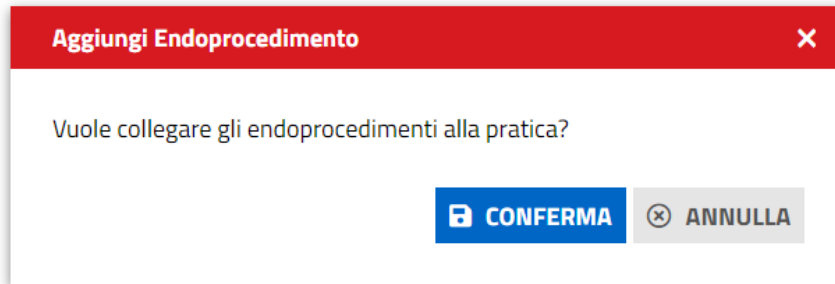 Aggiungi Endoprocedimento
Vuole collegare gli endoprocedimenti alla pratica?
CONFERMA ANNULLA